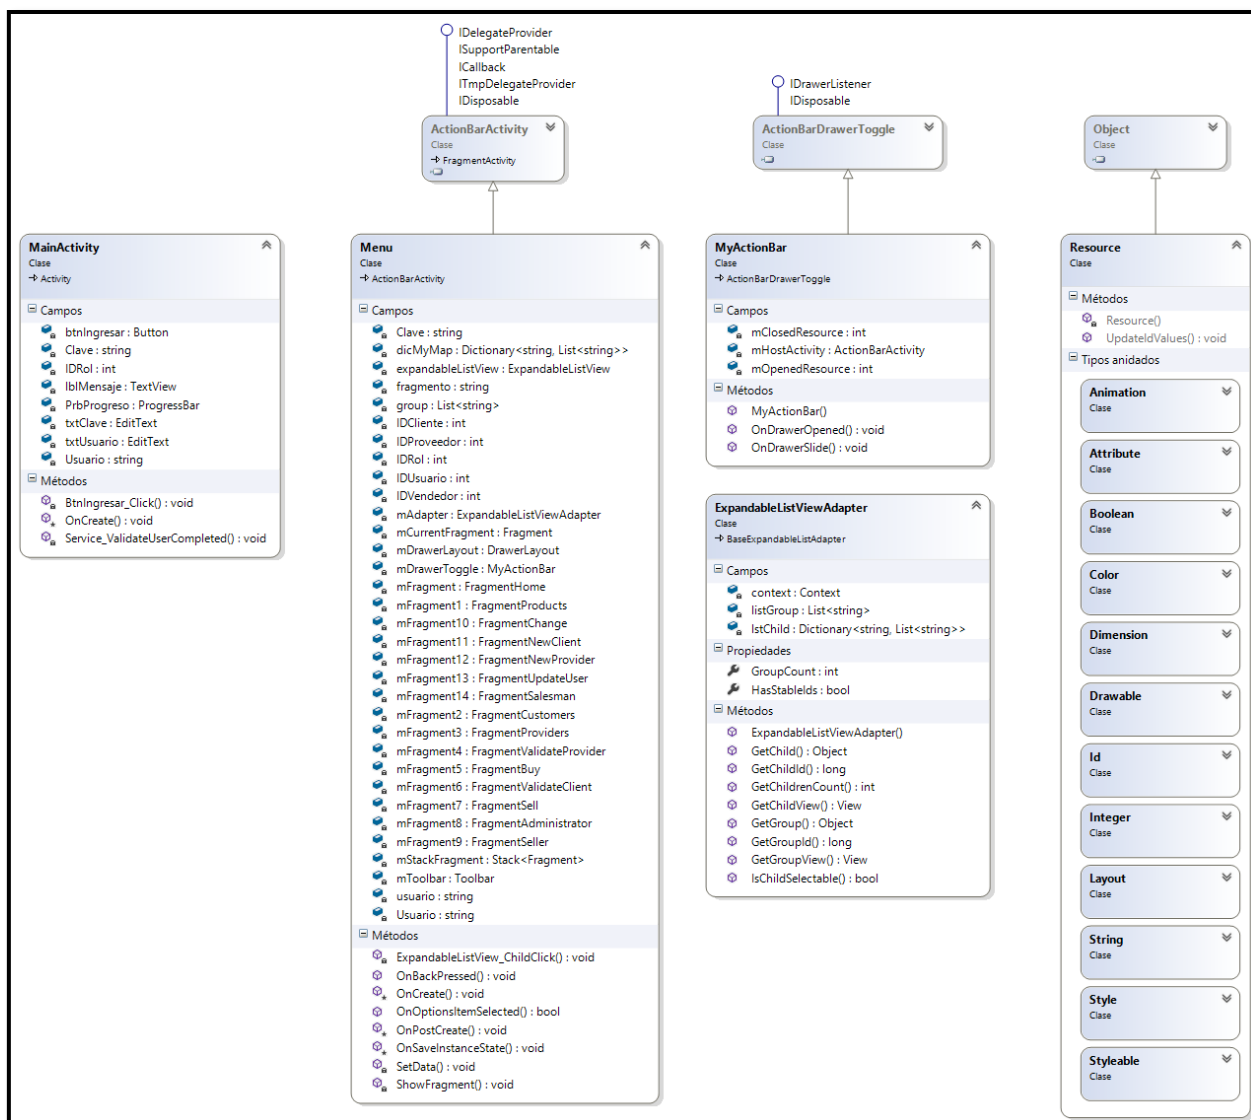 IDelegateProvider
ISupportParentable
ICallback
ITmpDelegateProvider
IDisposable
ActionBarActivity
Clase
FragmentActivity
IDrawerListener
IDisposable
ActionBarDrawerToggle
Clase
Object
Clase
MainActivity
Clase
Activity
Campos
btnIngresar : Button
Clave : string
IDRol : int
lblMensaje : TextView
PrbProgreso : ProgressBar
txtClave : EditText
txtUsuario : EditText
Usuario : string
Métodos
BtnIngresar_Click() : void
OnCreate() : void
Service_ValidateUserCompleted() : void
Menu
Clase
ActionBarActivity
Campos
Clave : string
dicMyMap : Dictionary<string, List<string>>
expandableListView : ExpandableListView
fragmento : string
group : List<string>
IDCliente : int
IDProveedor : int
IDRol : int
IDUsuario : int
IDVendedor : int
mAdapter : ExpandableListViewAdapter
mCurrentFragment : Fragment
mDrawerLayout : DrawerLayout
mDrawerToggle : MyActionBar
mFragment : FragmentHome
mFragment1 : FragmentProducts
mFragment10 : FragmentChange
mFragment11 : FragmentNewClient
mFragment12 : FragmentNewProvider
mFragment13 : FragmentUpdateUser
mFragment14 : FragmentSalesman
mFragment2 : FragmentCustomers
mFragment3 : FragmentProviders
mFragment4 : FragmentValidateProvider
mFragment5 : FragmentBuy
mFragment6 : FragmentValidateClient
mFragment7 : FragmentSell
mFragment8 : FragmentAdministrator
mFragment9 : FragmentSeller
mStackFragment : Stack<Fragment>
mToolbar : Toolbar
usuario : string
Usuario : string
Métodos
ExpandableListView_ChildClick() : void
OnBackPressed() : void
OnCreate() : void
OnOptionsItemSelected() : bool
OnPostCreate() : void
OnSaveInstanceState() : void
SetData() : void
ShowFragment() : void
MyActionBar
Clase
ActionBarDrawerToggle
Campos
mClosedResource : int
mHostActivity : ActionBarActivity
mOpenedResource : int
Métodos
MyActionBar()
OnDrawerOpened() : void
OnDrawerSlide() : void
ExpandableListViewAdapter
Clase
BaseExpandableListAdapter
Campos
context : Context
listGroup : List<string>
lstChild : Dictionary<string, List<string>>
Propiedades
GroupCount : int
HasStableIds : bool
Métodos
ExpandableListViewAdapter()
GetChild() : Object
GetChildId() : long
GetChildrenCount() : int
GetChildView() : View
GetGroup() : Object
GetGroupId() : long
GetGroupView() : View
IsChildSelectable() : bool
Resource
Clase
Métodos
Resource()
UpdateIdValues() : void
Tipos anidados
Animation
Clase
Attribute
Clase
Boolean
Clase
Color
Clase
Dimension
Clase
Drawable
Clase
Id
Clase
Integer
Clase
Layout
Clase
String
Clase
Style
Clase
Styleable
Clase